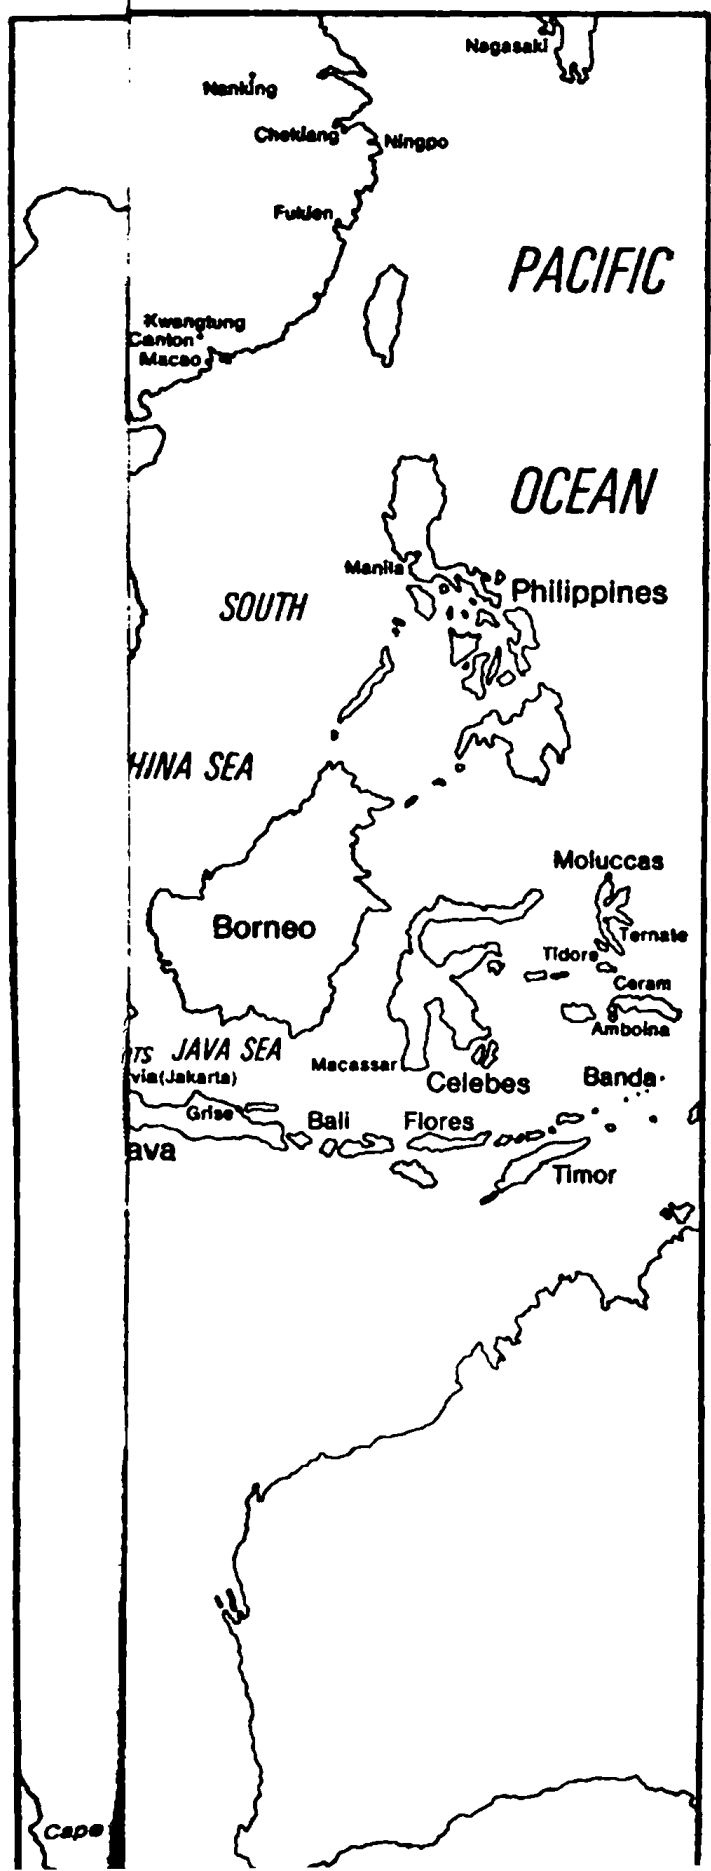 Nagasaki
Nanking
Chekiang
Ningpo
Fukien
PACIFIC
Kwangtung
Canton
Macao
OCEAN
Manila
Philippines
SOUTH
HINA SEA
Moluccas
Borneo
Ternate
Tidore
Ceram
Amboina
TS JAVA SEA
via (Jakarta)
Macassar
Celebes
Banda
Grise
Bali
Flores
ava
Timor
Cape